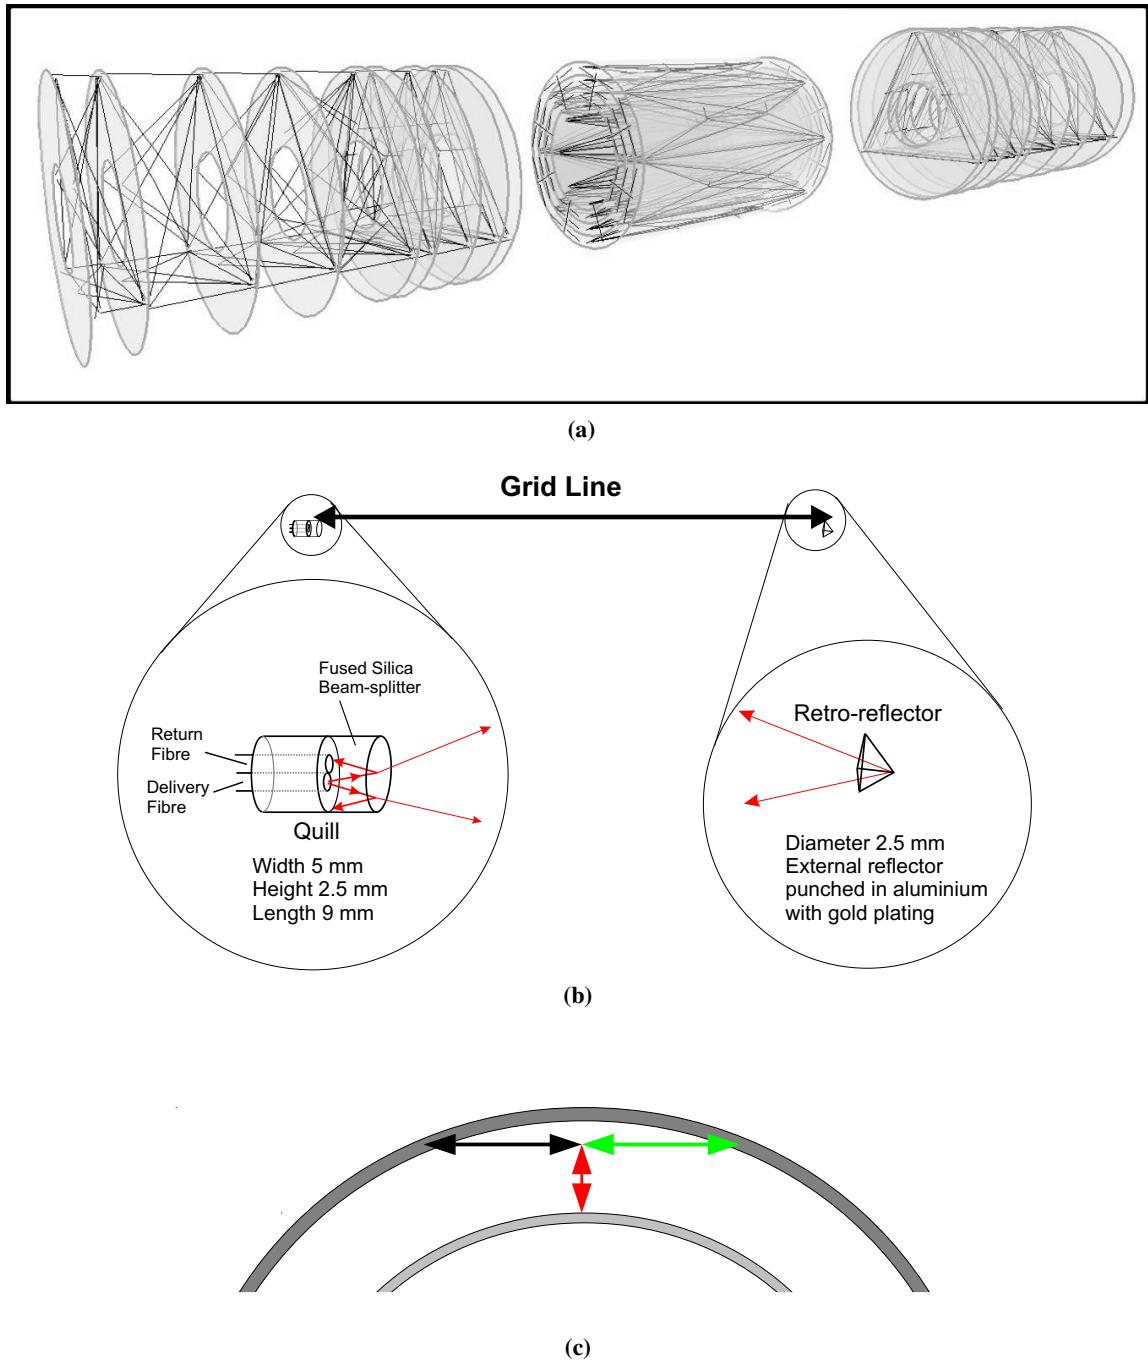 (a)
Grid Line
Fused Silica
Beam-splitter
Return
Fibre
Delivery
Fibre
Quill
Width 5 mm
Height 2.5 mm
Length 9 mm
Retro-reflector
Diameter 2.5 mm
External reflector
punched in aluminium
with gold plating
(b)
(c)